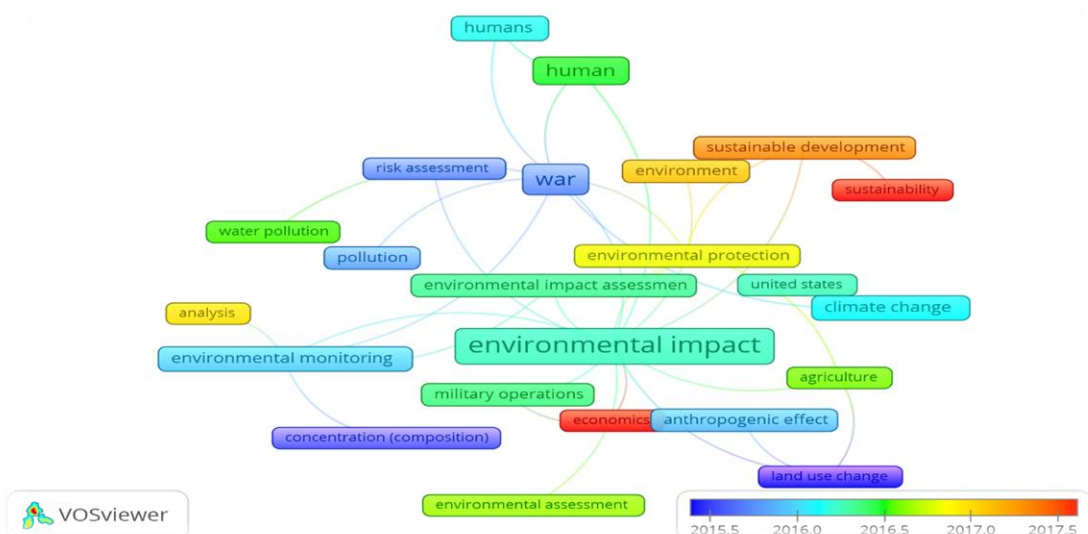 humans
human
sustainable development
risk assessment
environment
war
sustainability
water pollution
pollution
environmental protection
environmental impact assessmen
united states
climate change
analysis
environmental impact
environmental monitoring
agriculture
military operations
economics
anthropogenic effect
concentration (composition)
land use change
environmental assessment
VOSviewer
2015.5 2016.0 2016.5 2017.0 2017.5